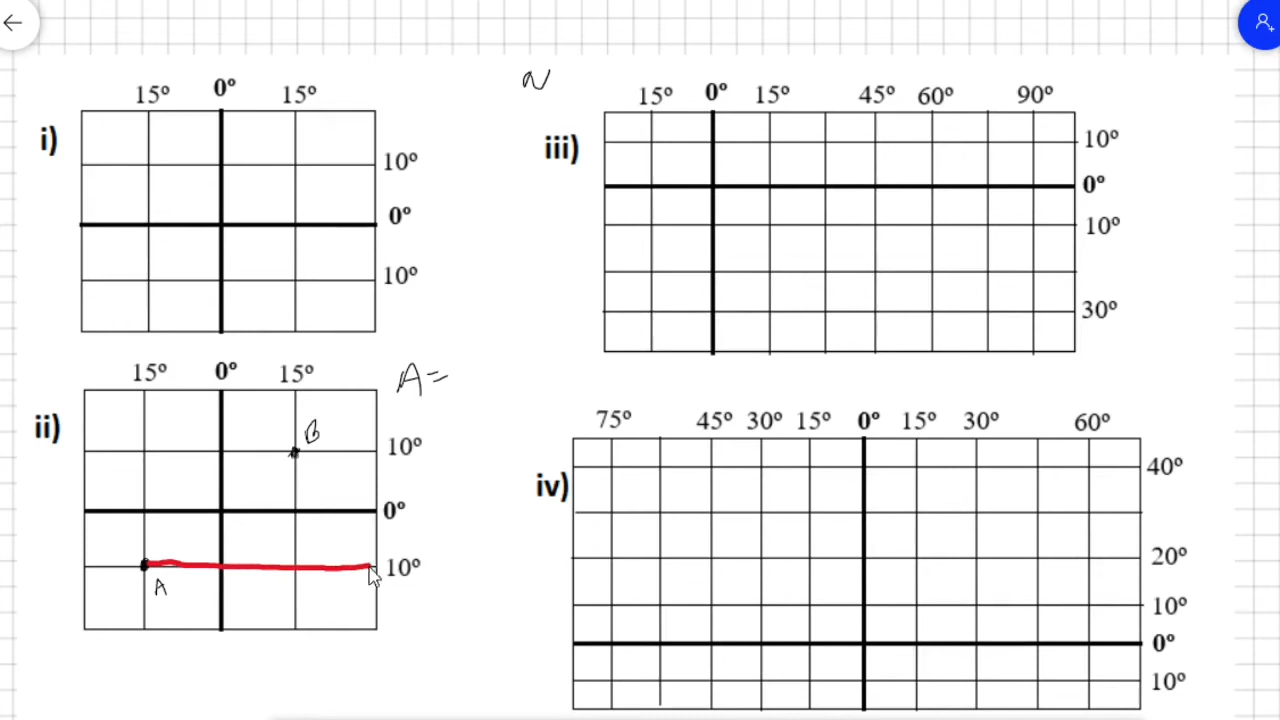 i)
15º 0º 15º
10º
0º
10º
ii)
15º 0º 15º
A=
B
10º
0º
10º
A
N
iii)
15º 0º 15º 45º 60º 90º
10º
0º
10º
30º
iv)
75º 45º 30º 15º 0º 15º 30º 60º
40º
20º
10º
0º
10º